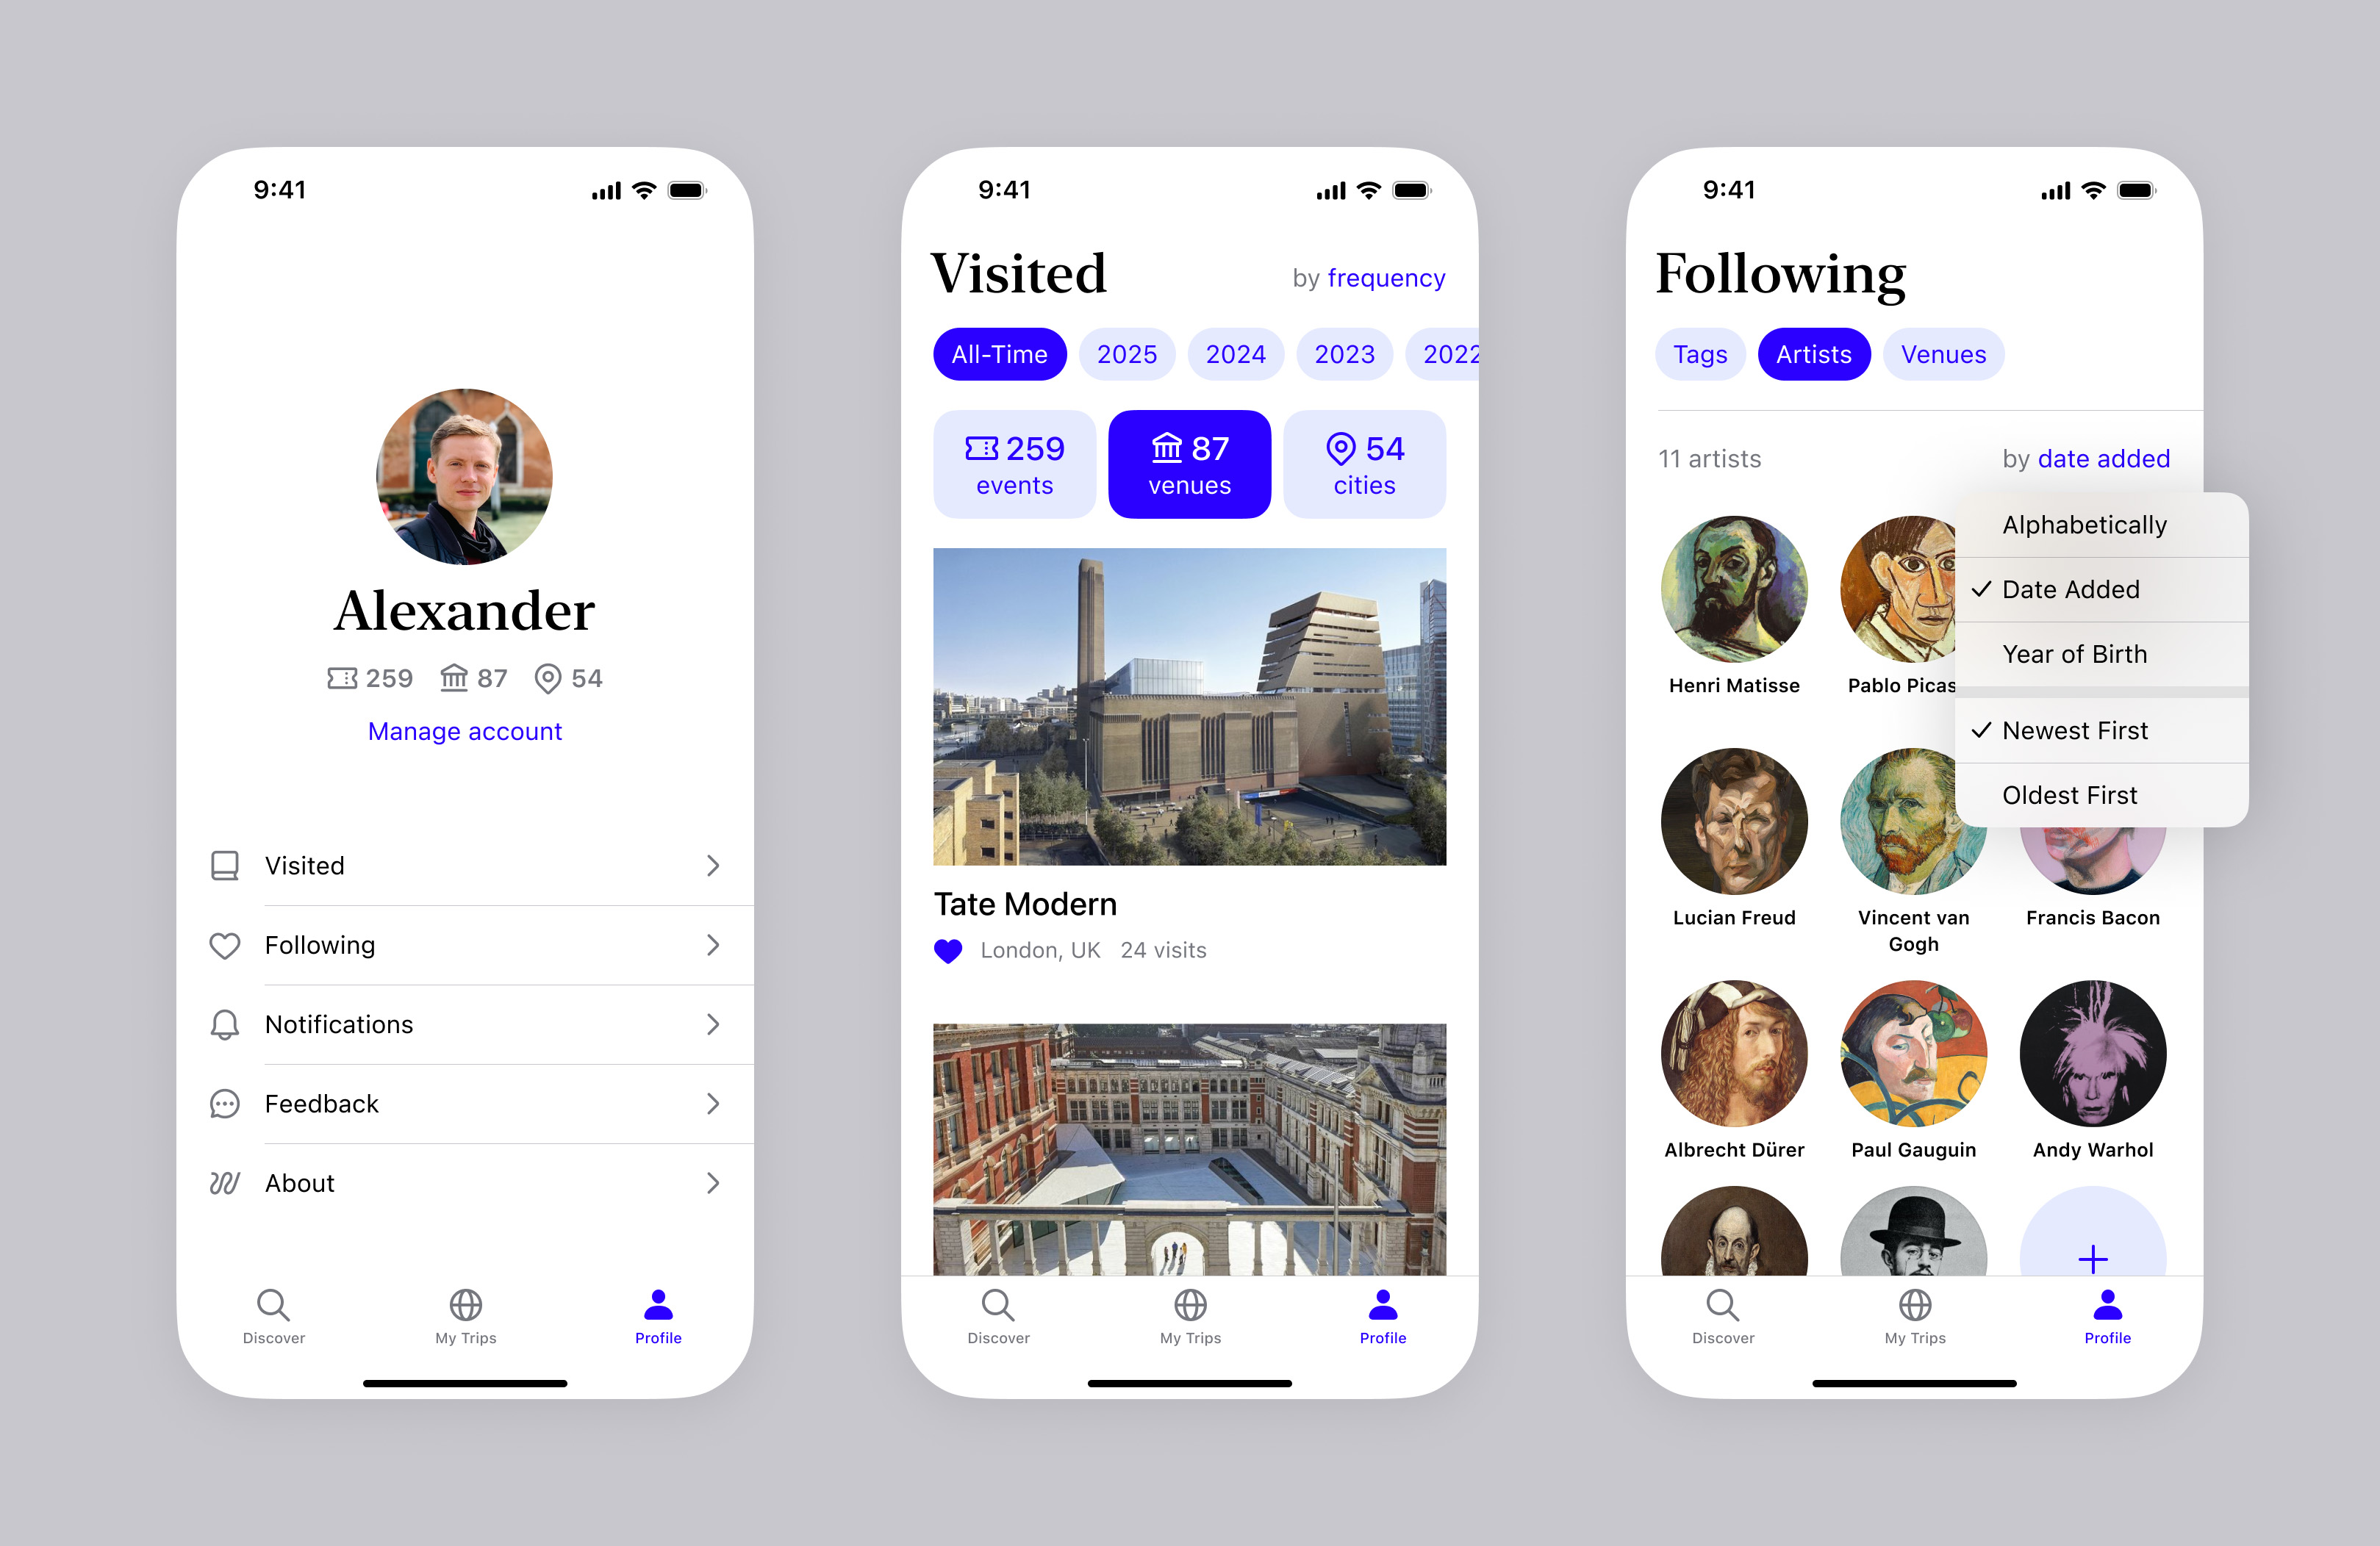 9:41
Alexander
259 87 54
Manage account
Visited
Following
Notifications
Feedback
About
Discover My Trips Profile
9:41
Visited
by frequency
All-Time 2025 2024 2023 2022
259 events
87 venues
54 cities
Tate Modern
London, UK 24 visits
Discover My Trips Profile
9:41
Following
Tags Artists Venues
11 artists by date added
Alphabetically
Date Added
Year of Birth
Newest First
Oldest First
Henri Matisse
Pablo Picas
Lucian Freud
Vincent van
Gogh
Francis Bacon
Albrecht Dürer
Paul Gauguin
Andy Warhol
Discover My Trips Profile